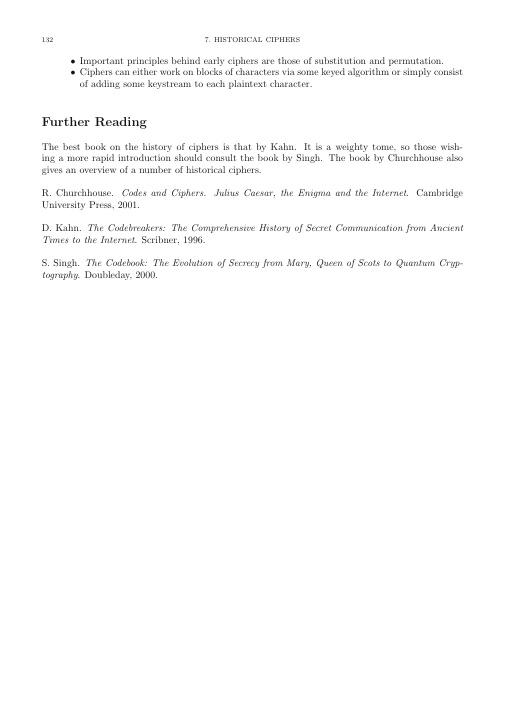 132 7. HISTORICAL CIPHERS
• Important principles behind early ciphers are those of substitution and permutation.
• Ciphers can either work on blocks of characters via some keyed algorithm or simply consist
of adding some keystream to each plaintext character.
Further Reading
The best book on the history of ciphers is that by Kahn. It is a weighty tome, so those wish-
ing a more rapid introduction should consult the book by Singh. The book by Churchhouse also
gives an overview of a number of historical ciphers.
R. Churchhouse. Codes and Ciphers. Julius Caesar, the Enigma and the Internet. Cambridge
University Press, 2001.
D. Kahn. The Codebreakers: The Comprehensive History of Secret Communication from Ancient
Times to the Internet. Scribner, 1996.
S. Singh. The Codebook: The Evolution of Secrecy from Mary, Queen of Scots to Quantum Cryp-
tography. Doubleday, 2000.